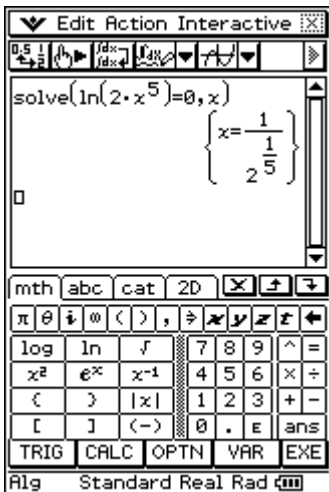 Edit Action Interactive
solve(ln(2·x^5)=0,x)
{x=1/2^(1/5)}
mth abc cat 2D
π θ i ∞ ( ) , ⇒ x y z t ←
log ln √ 7 8 9 ^ =
x² eˣ x⁻¹ 4 5 6 × ÷
{ } |x| 1 2 3 + −
[ ] (−) 0 . E ans
TRIG CALC OPTN VAR EXE
Alg Standard Real Rad